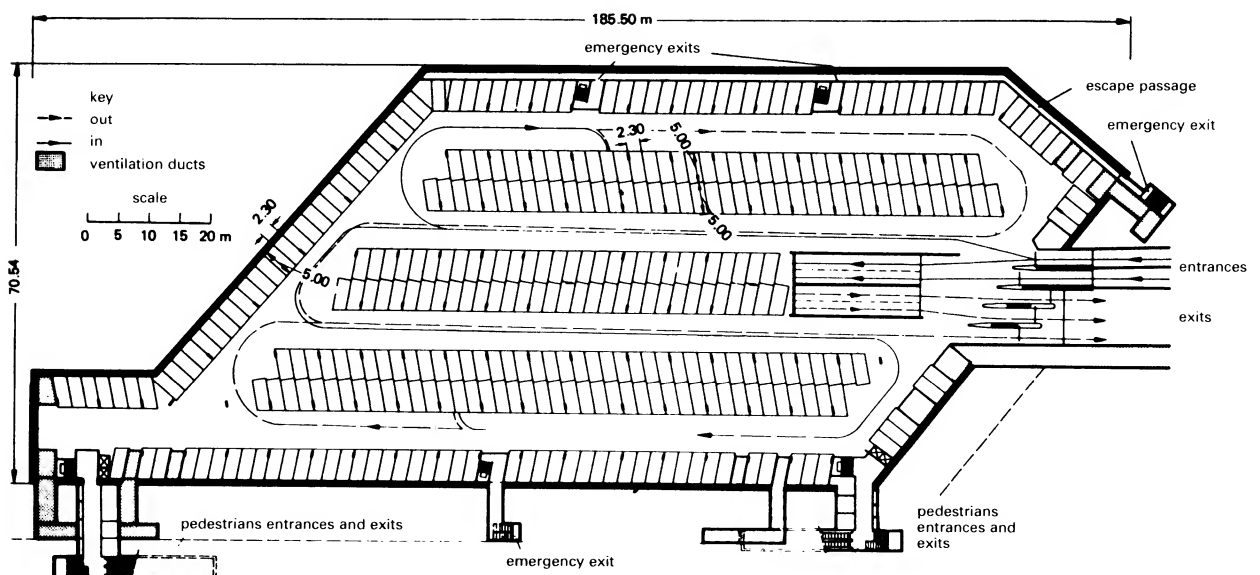 185.50 m
emergency exits
key
out
in
ventilation ducts
escape passage
emergency exit
scale
0 5 10 15 20 m
2.30
5.00
2.30
5.00
5.00
70.54
entrances
exits
pedestrians entrances and exits
emergency exit
pedestrians
entrances and
exits